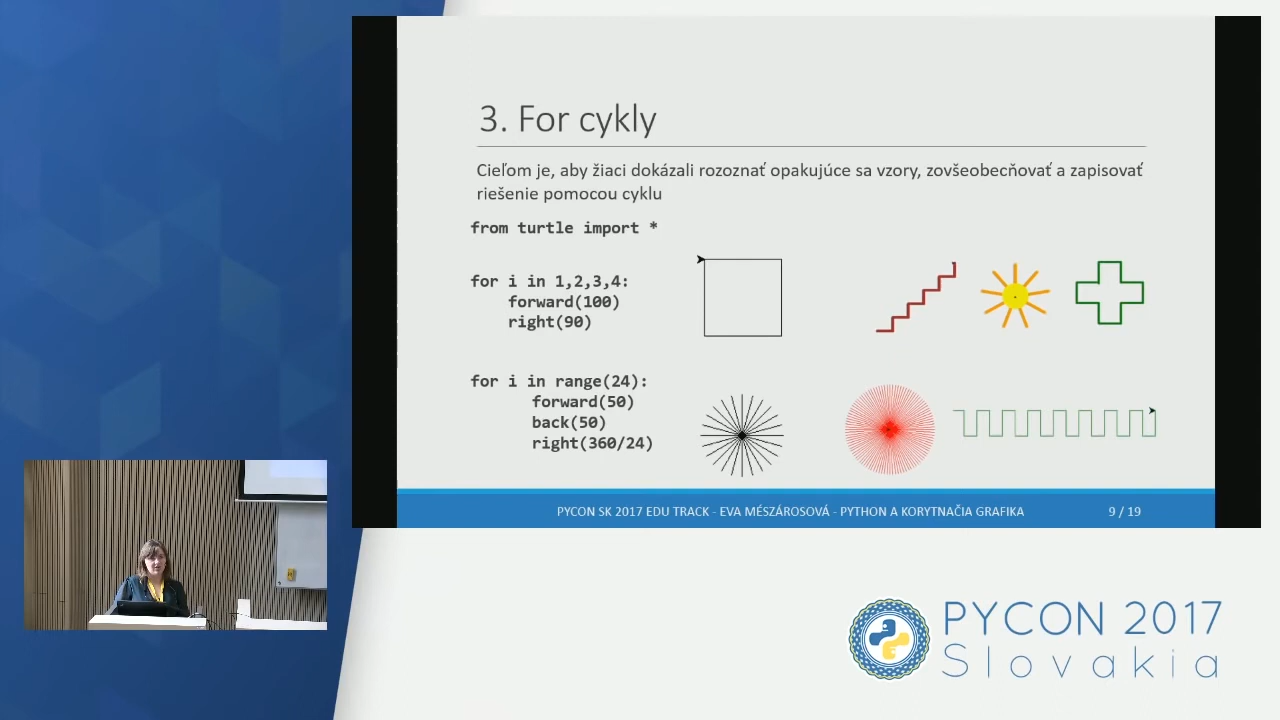 3. For cykly
Cieľom je, aby žiaci dokázali rozoznať opakujúce sa vzory, zovšeobecňovať a zapisovať
riešenie pomocou cyklu
from turtle import *
for i in 1,2,3,4:
forward(100)
right(90)
for i in range(24):
forward(50)
back(50)
right(360/24)
PYCON SK 2017 EDU TRACK - EVA MÉSZÁROSOVÁ - PYTHON A KORYTNAČIA GRAFIKA
9 / 19
PYCON 2017
Slovakia